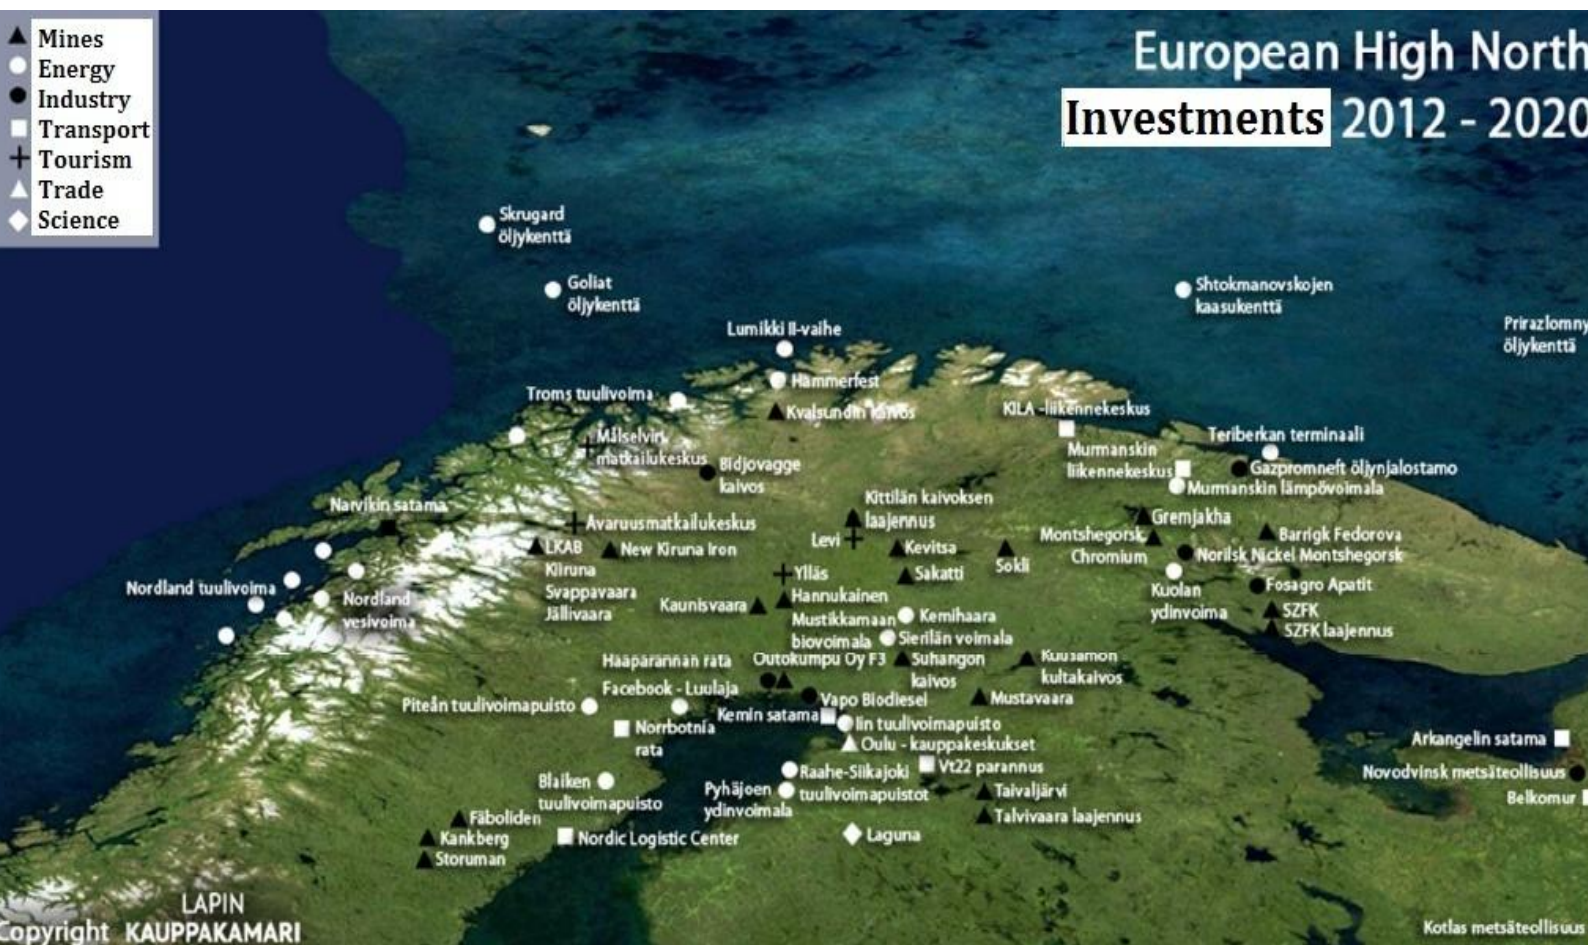 Mines
Energy
Industry
Transport
Tourism
Trade
Science
European High North
Investments 2012 - 2020
Skrugard
öljykenttä
Goliat
öljykenttä
Shtokmanovskojen
kaasukenttä
Prirazlomny
öljykenttä
Lumikki II-vaihe
Hammerfest
Troms tuulivoima
Kvalsundin kaivos
KILA -liikennekeskus
Målselvin
matkailukeskus
Bidjovagge
kaivos
Murmanskin
liikennekeskus
Teriberkan terminaali
Gazpromneft öljynjalostamo
Murmanskin lämpövoimala
Narvikin satama
Avaruusmatkailukeskus
Kittilän kaivoksen
laajennus
Levi
Gremjakha
Montshegorsk
Chromium
Barrigk Fedorova
Norilsk Nickel Montshegorsk
LKAB
Kiiruna
Svappavaara
Jällivaara
New Kiruna Iron
Kevitsa
Sokli
Sakatti
Ylläs
Kuolan
ydinvoima
Fosagro Apatit
SZFK
SZFK laajennus
Nordland tuulivoima
Nordland
vesivoima
Kaunisvaara
Hannukainen
Mustikkamaan
biovoimala
Kemihaara
Sierilän voimala
Haaparannan rata
Outokumpu Oy F3
Suhangon
kaivos
Kuusamon
kultakaivos
Facebook - Luulaja
Piteån tuulivoimapuisto
Vapo Biodiesel
Mustavaara
Kemin satama
Iin tuulivoimapuisto
Norrbotnia
rata
Oulu - kauppakeskukset
Vt22 parannus
Arkangelin satama
Novodvinsk metsäteollisuus
Belkomur
Blaiken
tuulivoimapuisto
Pyhäjoen
ydinvoimala
Raahe-Siikajoki
tuulivoimapuistot
Taivaljärvi
Talvivaara laajennus
Fäboliden
Kankberg
Storuman
Nordic Logistic Center
Laguna
LAPIN
Copyright KAUPPAKAMARI
Kotlas metsäteollisuus